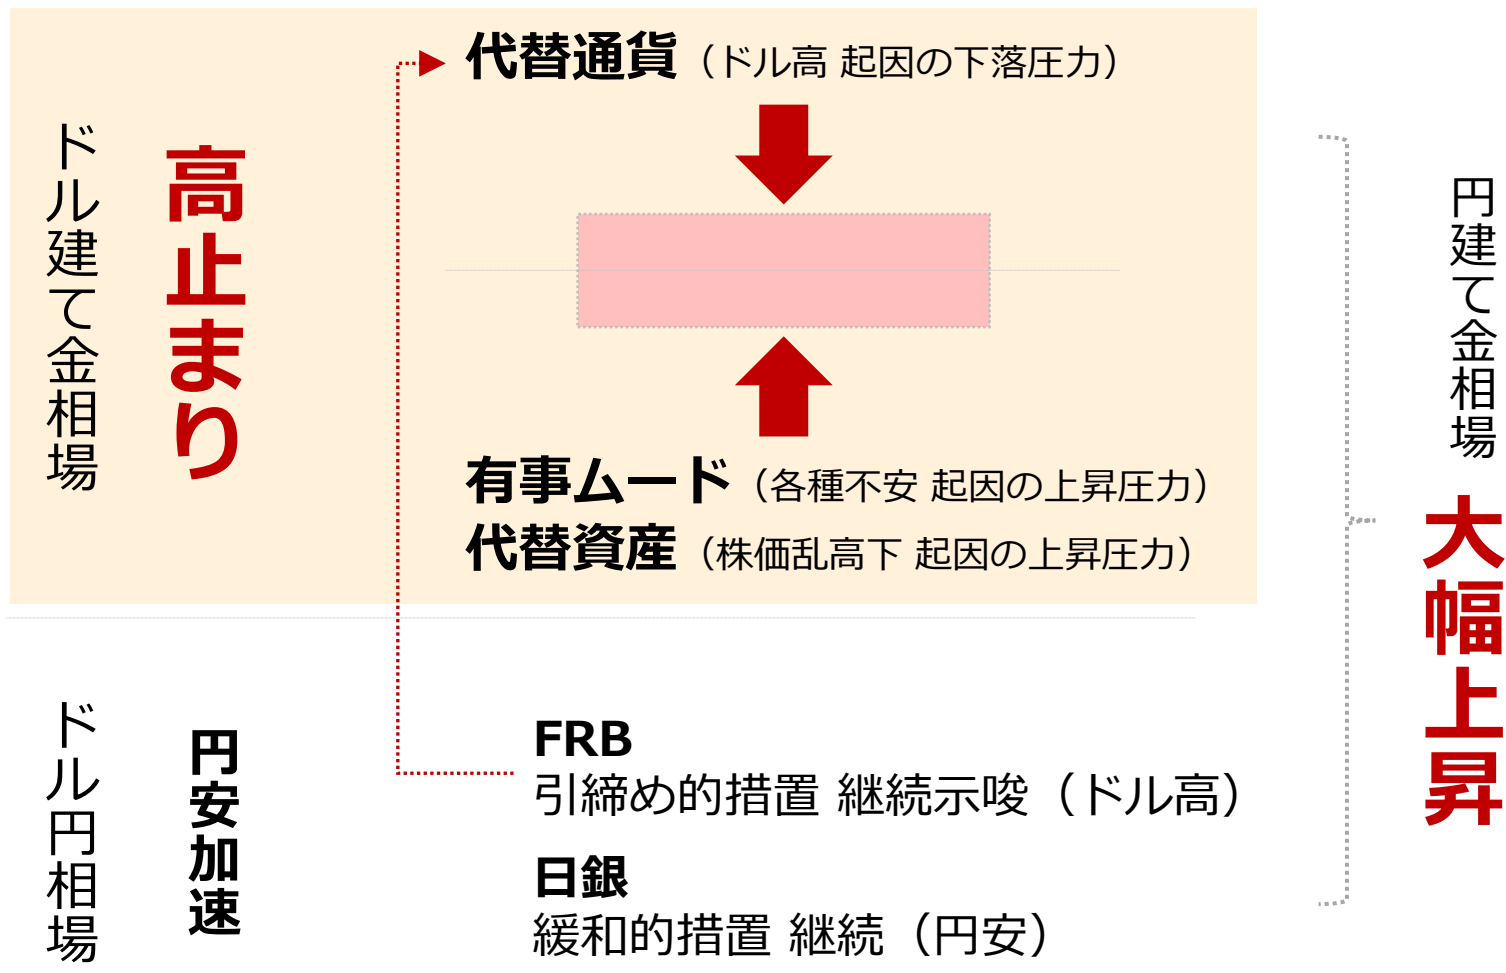 ドル建て金相場
高止まり
代替通貨（ドル高 起因の下落圧力）
有事ムード（各種不安 起因の上昇圧力）
代替資産（株価乱高下 起因の上昇圧力）
ドル円相場
円安加速
FRB
引締め的措置 継続示唆（ドル高）
日銀
緩和的措置 継続（円安）
円建て金相場
大幅上昇